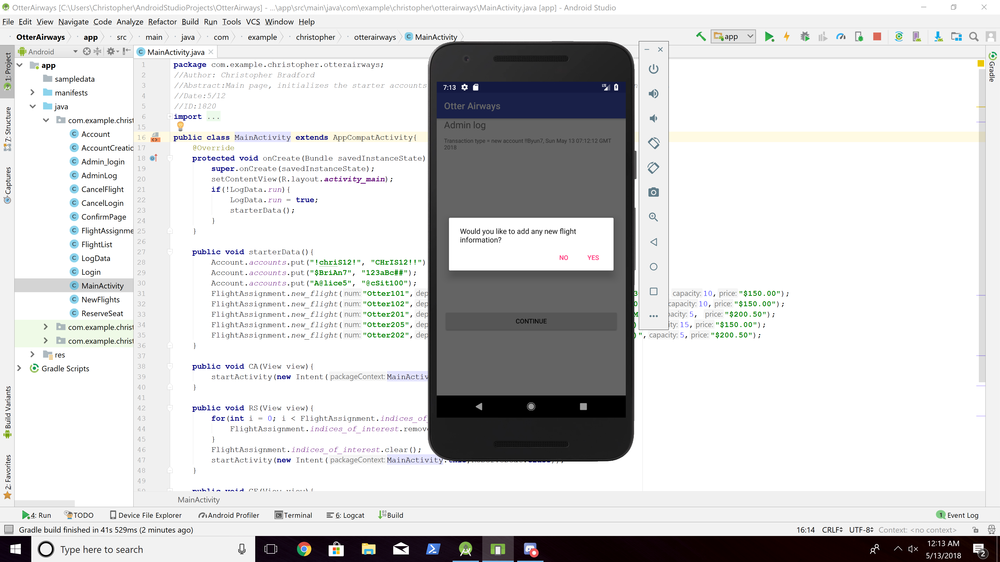 OtterAirways [C:\Users\Christopher\AndroidStudioProjects\OtterAirways] - ...\app\src\main\java\com\example\christopher\otterairways\MainActivity.java [app] - Android Studio
File Edit View Navigate Code Analyze Refactor Build Run Tools VCS Window Help
OtterAirways app src main java com example christopher otterairways MainActivity
app
Android
MainActivity.java
1: Project
Z: Structure
Captures
Build Variants
2: Favorites
Gradle
app
sampledata
manifests
java
com.example.christ
Account
AccountCreatio
Admin_login
AdminLog
CancelFlight
CancelLogin
ConfirmPage
FlightAssignme
FlightList
LogData
Login
MainActivity
NewFlights
ReserveSeat
com.example.christ
com.example.christ
res
Gradle Scripts
1 package com.example.christopher.otterairways;
2 //Author: Christopher Bradford
3 //Abstract:Main page, initializes the starter accounts
4 //Date:5/12
5 //ID:1820
6 import ...
15
16 public class MainActivity extends AppCompatActivity{
17 @Override
18 protected void onCreate(Bundle savedInstanceState)
19 super.onCreate(savedInstanceState);
20 setContentView(R.layout.activity_main);
21 if(!LogData.run){
22 LogData.run = true;
23 starterData();
24 }
25 }
26
27 public void starterData(){
28 Account.accounts.put("!chriS12!", "CHrIS12!!")
29 Account.accounts.put("$BriAn7", "123aBc##");
30 Account.accounts.put("A@lice5", "@cSit100");
31 FlightAssignment.new_flight( num: "Otter101", dep capacity: 10, price: "$150.00");
32 FlightAssignment.new_flight( num: "Otter102", dep capacity: 10, price: "$150.00");
33 FlightAssignment.new_flight( num: "Otter201", dep pacity: 5, price: "$200.50");
34 FlightAssignment.new_flight( num: "Otter205", dep ity: 15, price: "$150.00");
35 FlightAssignment.new_flight( num: "Otter202", dep )", capacity: 5, price: "$200.50");
36 }
37
38 public void CA(View view){
39 startActivity(new Intent( packageContext: MainActiv
40 }
41
42 public void RS(View view){
43 for(int i = 0; i < FlightAssignment.indices_of_
44 FlightAssignment.indices_of_interest.remov
45 }
46 FlightAssignment.indices_of_interest.clear();
47 startActivity(new Intent( packageContext: MainActivity.this,ReserveSeat.class));
48 }
49
50 public void CF(View view){
MainActivity
7:13
LTE
Otter Airways
Admin log
Transaction type = new account !!Byun7, Sun May 13 07:12:12 GMT
2018
Would you like to add any new flight
information?
NO YES
CONTINUE
4: Run TODO Device File Explorer Android Profiler Terminal 6: Logcat Build 1 Event Log
Gradle build finished in 41s 529ms (2 minutes ago) 16:14 CRLF UTF-8 Context: <no context>
Type here to search
12:13 AM
5/13/2018
2